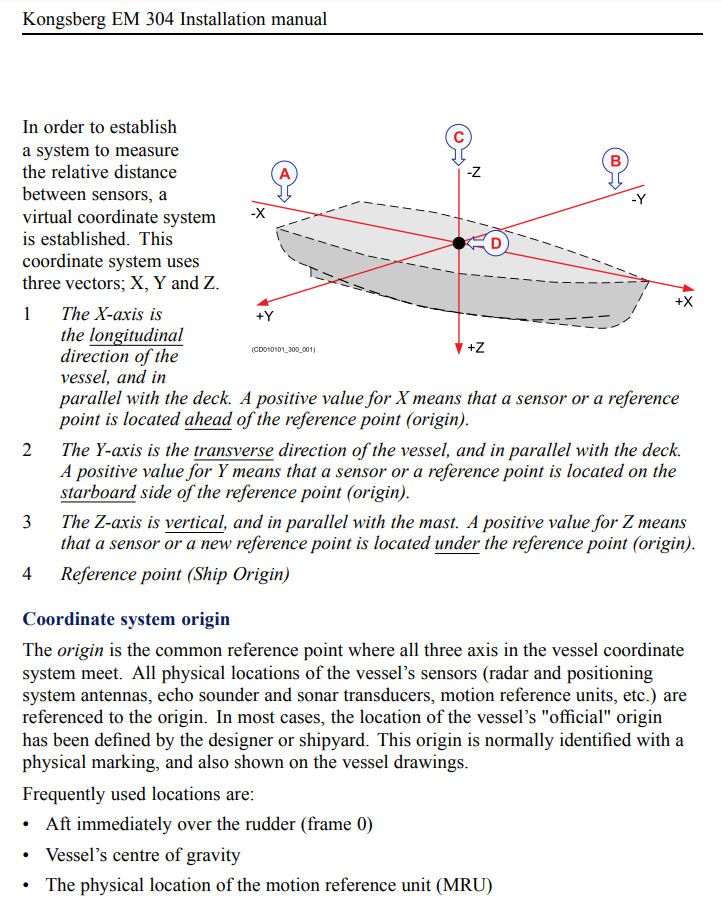 Kongsberg EM 304 Installation manual
In order to establish
a system to measure
the relative distance
between sensors, a
virtual coordinate system
is established. This
coordinate system uses
three vectors; X, Y and Z.
C
B
A
-Z
-Y
-X
D
+X
+Y
+Z
(CD010101_300_001)
1 The X-axis is
the longitudinal
direction of the
vessel, and in
parallel with the deck. A positive value for X means that a sensor or a reference
point is located ahead of the reference point (origin).
2 The Y-axis is the transverse direction of the vessel, and in parallel with the deck.
A positive value for Y means that a sensor or a reference point is located on the
starboard side of the reference point (origin).
3 The Z-axis is vertical, and in parallel with the mast. A positive value for Z means
that a sensor or a new reference point is located under the reference point (origin).
4 Reference point (Ship Origin)
Coordinate system origin
The origin is the common reference point where all three axis in the vessel coordinate
system meet. All physical locations of the vessel's sensors (radar and positioning
system antennas, echo sounder and sonar transducers, motion reference units, etc.) are
referenced to the origin. In most cases, the location of the vessel's "official" origin
has been defined by the designer or shipyard. This origin is normally identified with a
physical marking, and also shown on the vessel drawings.
Frequently used locations are:
• Aft immediately over the rudder (frame 0)
• Vessel's centre of gravity
• The physical location of the motion reference unit (MRU)